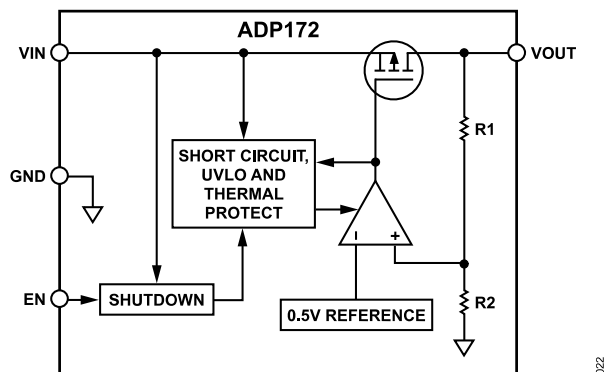 ADP172
VIN
VOUT
R1
SHORT CIRCUIT,
UVLO AND
THERMAL
PROTECT
GND
EN
SHUTDOWN
0.5V REFERENCE
R2